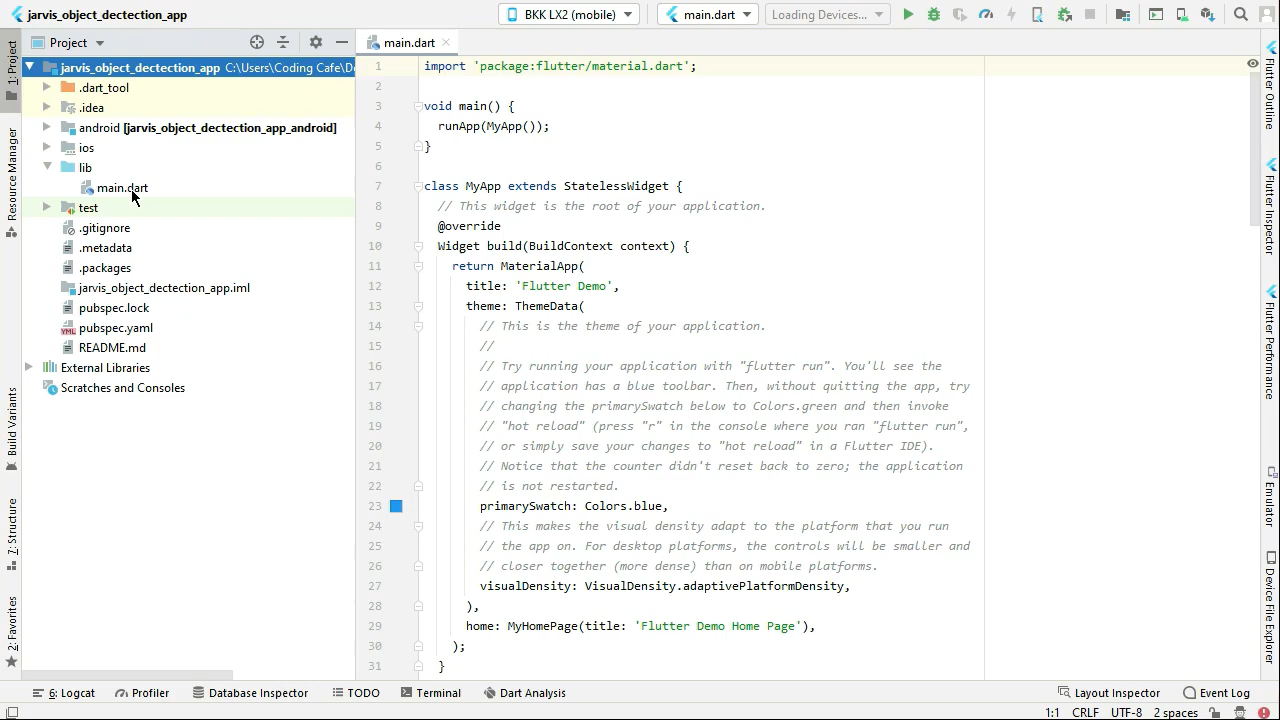 jarvis_object_dectection_app
BKK LX2 (mobile)
main.dart
Loading Devices...
Project
main.dart
1: Project
Resource Manager
Build Variants
7: Structure
2: Favorites
jarvis_object_dectection_app C:\Users\Coding Cafe\De
.dart_tool
.idea
android [jarvis_object_dectection_app_android]
ios
lib
main.dart
test
.gitignore
.metadata
.packages
jarvis_object_dectection_app.iml
pubspec.lock
pubspec.yaml
README.md
External Libraries
Scratches and Consoles
1 import 'package:flutter/material.dart';
2
3 void main() {
4 runApp(MyApp());
5 }
6
7 class MyApp extends StatelessWidget {
8 // This widget is the root of your application.
9 @override
10 Widget build(BuildContext context) {
11 return MaterialApp(
12 title: 'Flutter Demo',
13 theme: ThemeData(
14 // This is the theme of your application.
15 //
16 // Try running your application with "flutter run". You'll see the
17 // application has a blue toolbar. Then, without quitting the app, try
18 // changing the primarySwatch below to Colors.green and then invoke
19 // "hot reload" (press "r" in the console where you ran "flutter run",
20 // or simply save your changes to "hot reload" in a Flutter IDE).
21 // Notice that the counter didn't reset back to zero; the application
22 // is not restarted.
23 primarySwatch: Colors.blue,
24 // This makes the visual density adapt to the platform that you run
25 // the app on. For desktop platforms, the controls will be smaller and
26 // closer together (more dense) than on mobile platforms.
27 visualDensity: VisualDensity.adaptivePlatformDensity,
28 ),
29 home: MyHomePage(title: 'Flutter Demo Home Page'),
30 );
31 }
Flutter Outline
Flutter Inspector
Flutter Performance
Emulator
Device File Explorer
6: Logcat
Profiler
Database Inspector
TODO
Terminal
Dart Analysis
Layout Inspector
Event Log
1:1 CRLF UTF-8 2 spaces